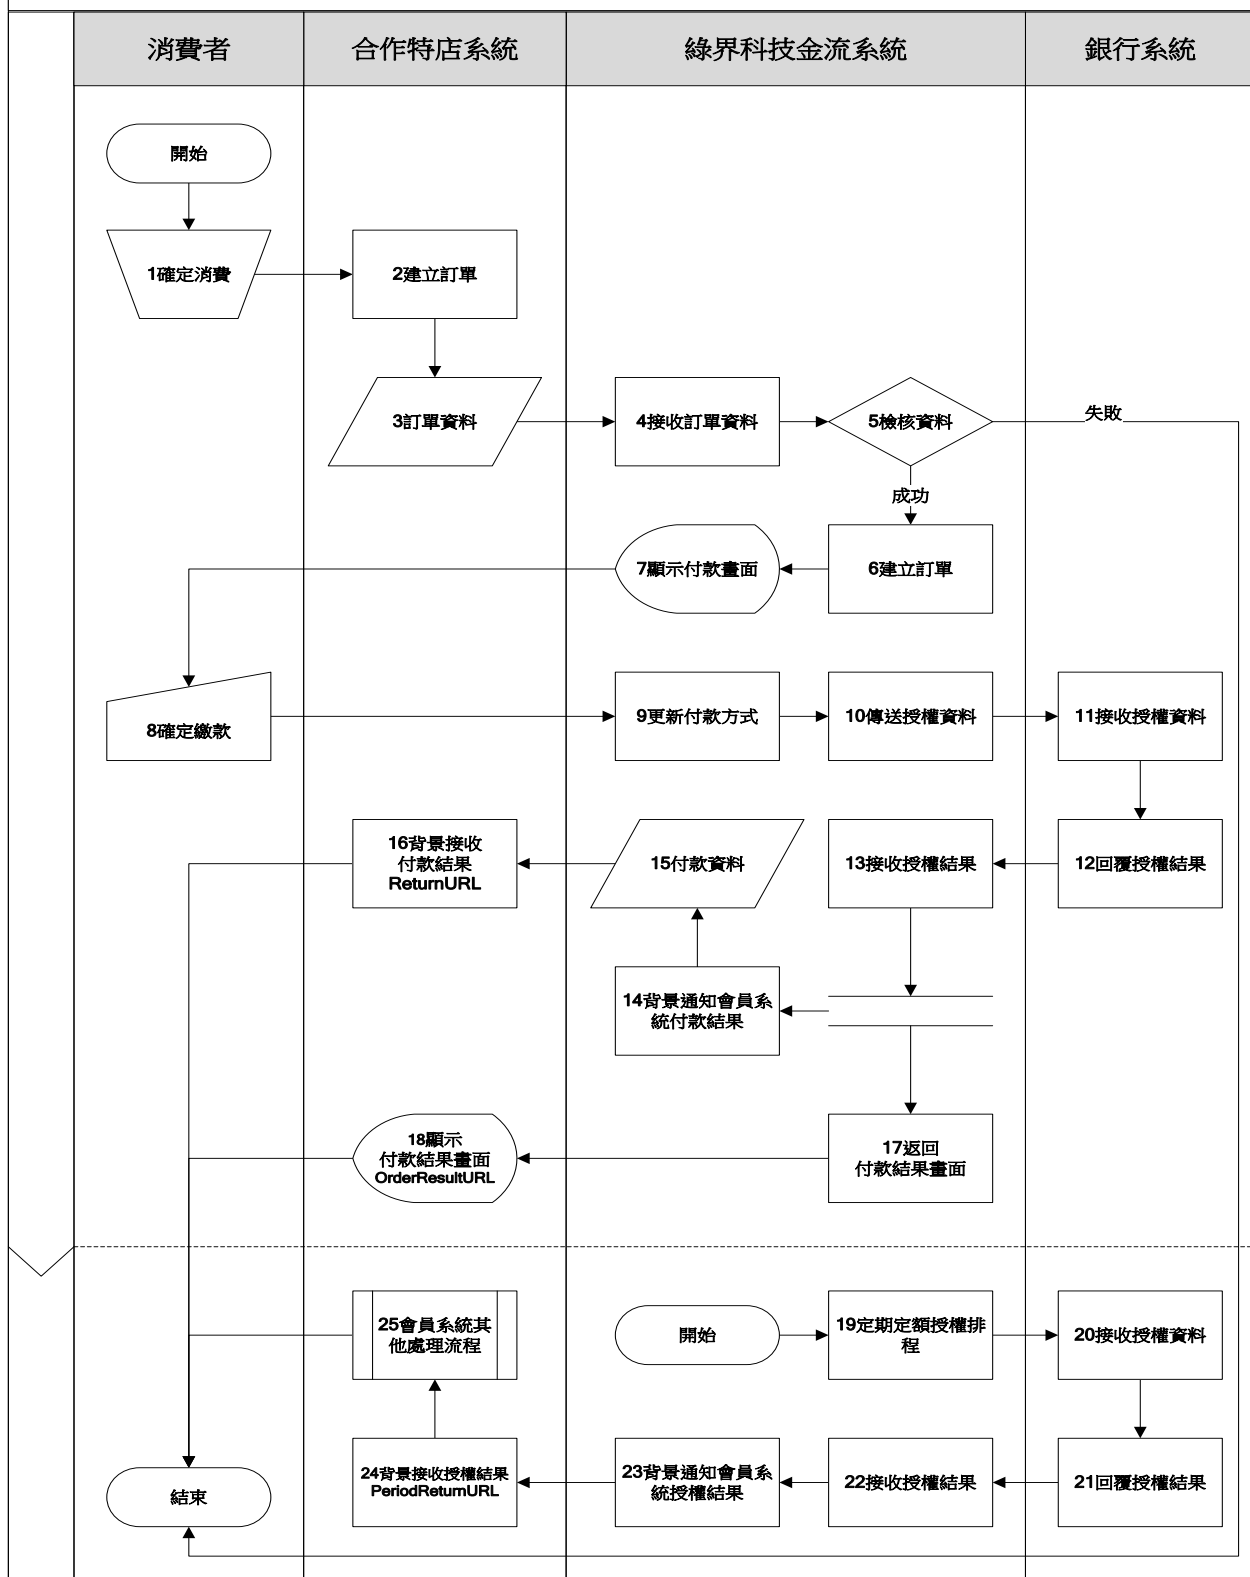 消費者
合作特店系統
綠界科技金流系統
銀行系統
開始
1確定消費
2建立訂單
3訂單資料
4接收訂單資料
5檢核資料
失敗
成功
7顯示付款畫面
6建立訂單
8確定繳款
9更新付款方式
10傳送授權資料
11接收授權資料
16背景接收
付款結果
ReturnURL
15付款資料
13接收授權結果
12回覆授權結果
14背景通知會員系
統付款結果
18顯示
付款結果畫面
OrderResultURL
17返回
付款結果畫面
25會員系統其
他處理流程
開始
19定期定額授權排
程
20接收授權資料
結束
24背景接收授權結果
PeriodReturnURL
23背景通知會員系
統授權結果
22接收授權結果
21回覆授權結果